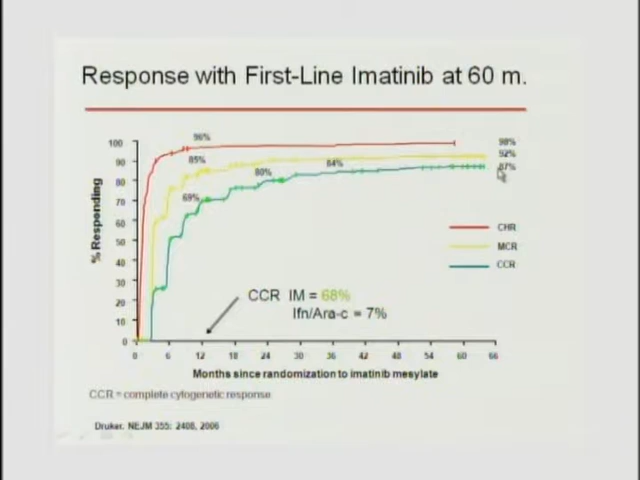 Response with First-Line Imatinib at 60 m.
100
90
80
70
60
50
40
30
20
10
0
% Responding
96%
85%
69%
80%
84%
98%
92%
87%
CHR
MCR
CCR
CCR IM = 68%
Ifn/Ara-c = 7%
0 6 12 18 24 30 36 42 48 54 60 66
Months since randomization to imatinib mesylate
CCR = complete cytogenetic response
Druker. NEJM 355: 2408, 2006